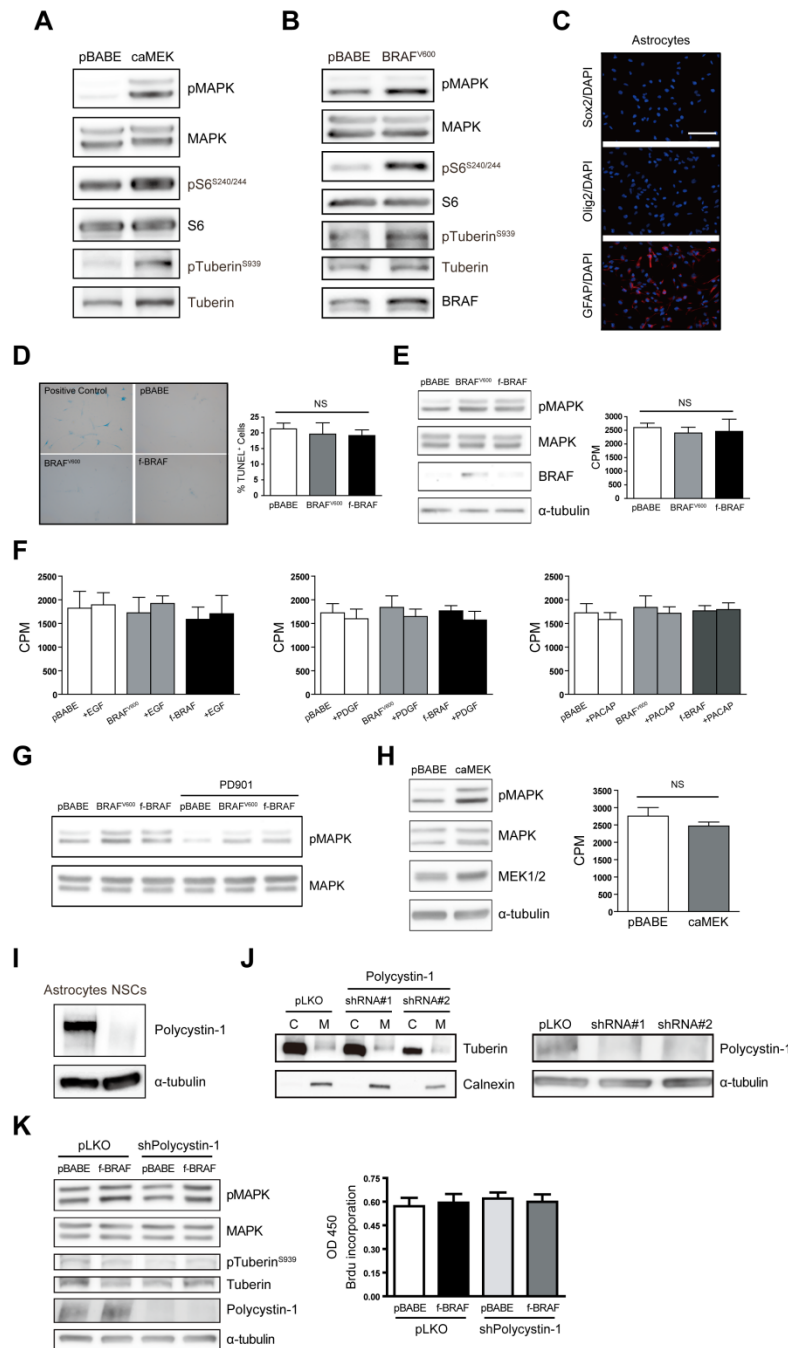 A
pBABE caMEK
pMAPK
MAPK
pS6S240/244
S6
pTuberinS939
Tuberin
B
pBABE BRAFV600
pMAPK
MAPK
pS6S240/244
S6
pTuberinS939
Tuberin
BRAF
C
Astrocytes
Sox2/DAPI
Olig2/DAPI
GFAP/DAPI
D
Positive Control
pBABE
BRAFV600
f-BRAF
NS
% TUNEL+ Cells
25
20
15
10
5
0
pBABE BRAFV600 f-BRAF
E
pBABE BRAFV600 f-BRAF
pMAPK
MAPK
BRAF
α-tubulin
NS
CPM
3000
2500
2000
1500
1000
500
0
pBABE BRAFV600 f-BRAF
F
CPM
2500
2000
1500
1000
500
0
pBABE +EGF BRAFV600 +EGF f-BRAF +EGF
CPM
2500
2000
1500
1000
500
0
pBABE +PDGF BRAFV600 +PDGF f-BRAF +PDGF
CPM
2500
2000
1500
1000
500
0
pBABE +PACAP BRAFV600 +PACAP f-BRAF +PACAP
G
PD901
pBABE BRAFV600 f-BRAF pBABE BRAFV600 f-BRAF
pMAPK
MAPK
H
pBABE caMEK
pMAPK
MAPK
MEK1/2
α-tubulin
NS
CPM
3500
3000
2500
2000
1500
1000
500
0
pBABE caMEK
I
Astrocytes NSCs
Polycystin-1
α-tubulin
J
Polycystin-1
pLKO shRNA#1 shRNA#2
C M C M C M
Tuberin
Calnexin
pLKO shRNA#1 shRNA#2
Polycystin-1
α-tubulin
K
pLKO shPolycystin-1
pBABE f-BRAF pBABE f-BRAF
pMAPK
MAPK
pTuberinS939
Tuberin
Polycystin-1
α-tubulin
OD 450
Brdu incorporation
0.75
0.60
0.45
0.30
0.15
0.00
pBABE f-BRAF pBABE f-BRAF
pLKO shPolycystin-1